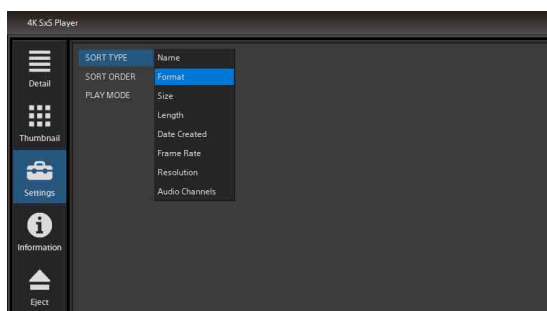 4K SxS Player
Detail
Thumbnail
Settings
Information
Eject
SORT TYPE
SORT ORDER
PLAY MODE
Name
Format
Size
Length
Date Created
Frame Rate
Resolution
Audio Channels